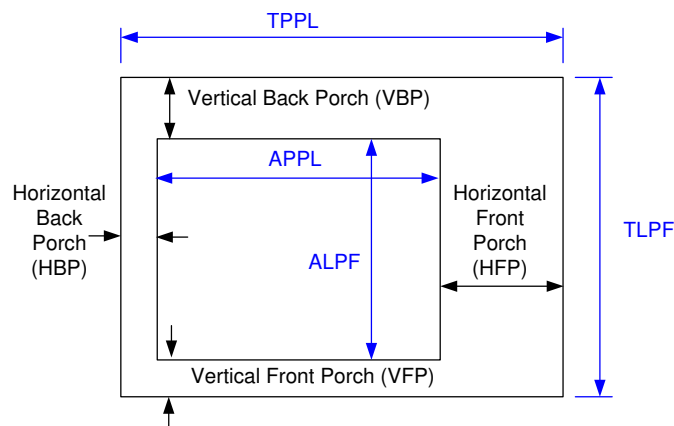 TPPL
Vertical Back Porch (VBP)
APPL
Horizontal
Back
Porch
(HBP)
Horizontal
Front
Porch
(HFP)
TLPF
ALPF
Vertical Front Porch (VFP)